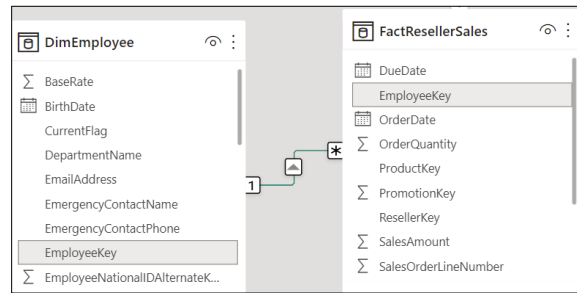 DimEmployee
Σ BaseRate
BirthDate
CurrentFlag
DepartmentName
EmailAddress
EmergencyContactName
EmergencyContactPhone
EmployeeKey
Σ EmployeeNationalIDAlternateK...
1
*
FactResellerSales
DueDate
EmployeeKey
OrderDate
Σ OrderQuantity
ProductKey
Σ PromotionKey
ResellerKey
Σ SalesAmount
Σ SalesOrderLineNumber